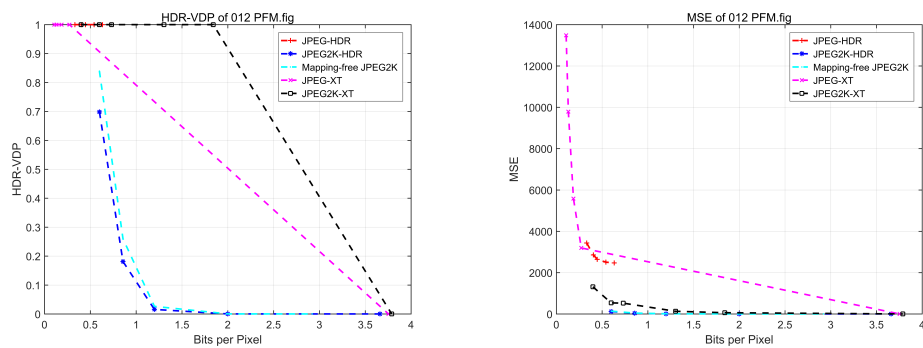 HDR-VDP of 012 PFM.fig
1
0.9
0.8
0.7
0.6
0.5
0.4
0.3
0.2
0.1
0
HDR-VDP
JPEG-HDR
JPEG2K-HDR
Mapping-free JPEG2K
JPEG-XT
JPEG2K-XT
0 0.5 1 1.5 2 2.5 3 3.5 4
Bits per Pixel
MSE of 012 PFM.fig
14000
12000
10000
8000
6000
4000
2000
0
MSE
JPEG-HDR
JPEG2K-HDR
Mapping-free JPEG2K
JPEG-XT
JPEG2K-XT
0 0.5 1 1.5 2 2.5 3 3.5 4
Bits per Pixel